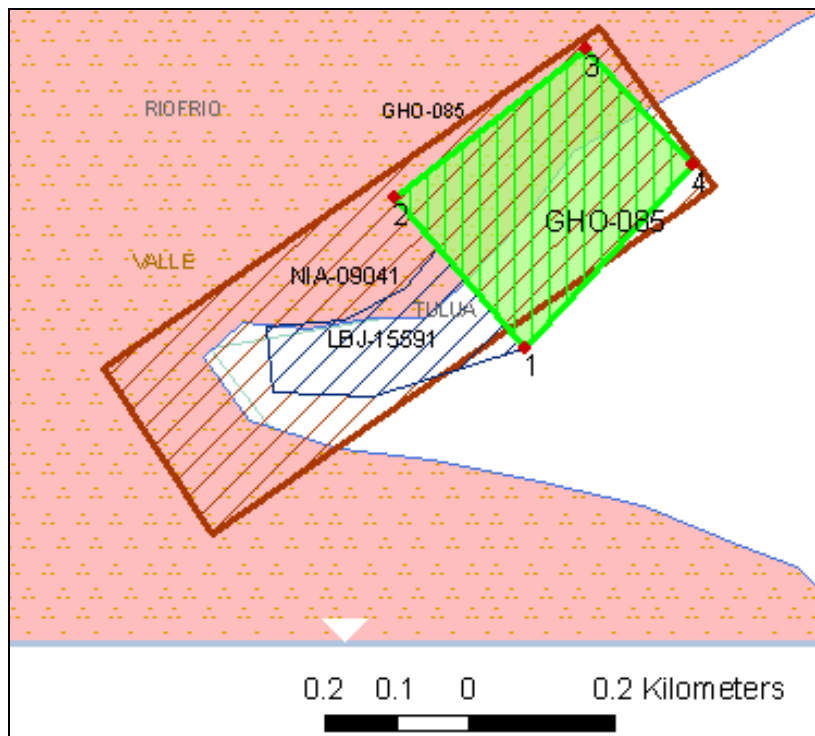 RIOFRIO
GHO-085
3
4
2
GHO-085
VALLE
NIA-09041
TULUA
LBJ-15591
1
0.2 0.1 0 0.2 Kilometers